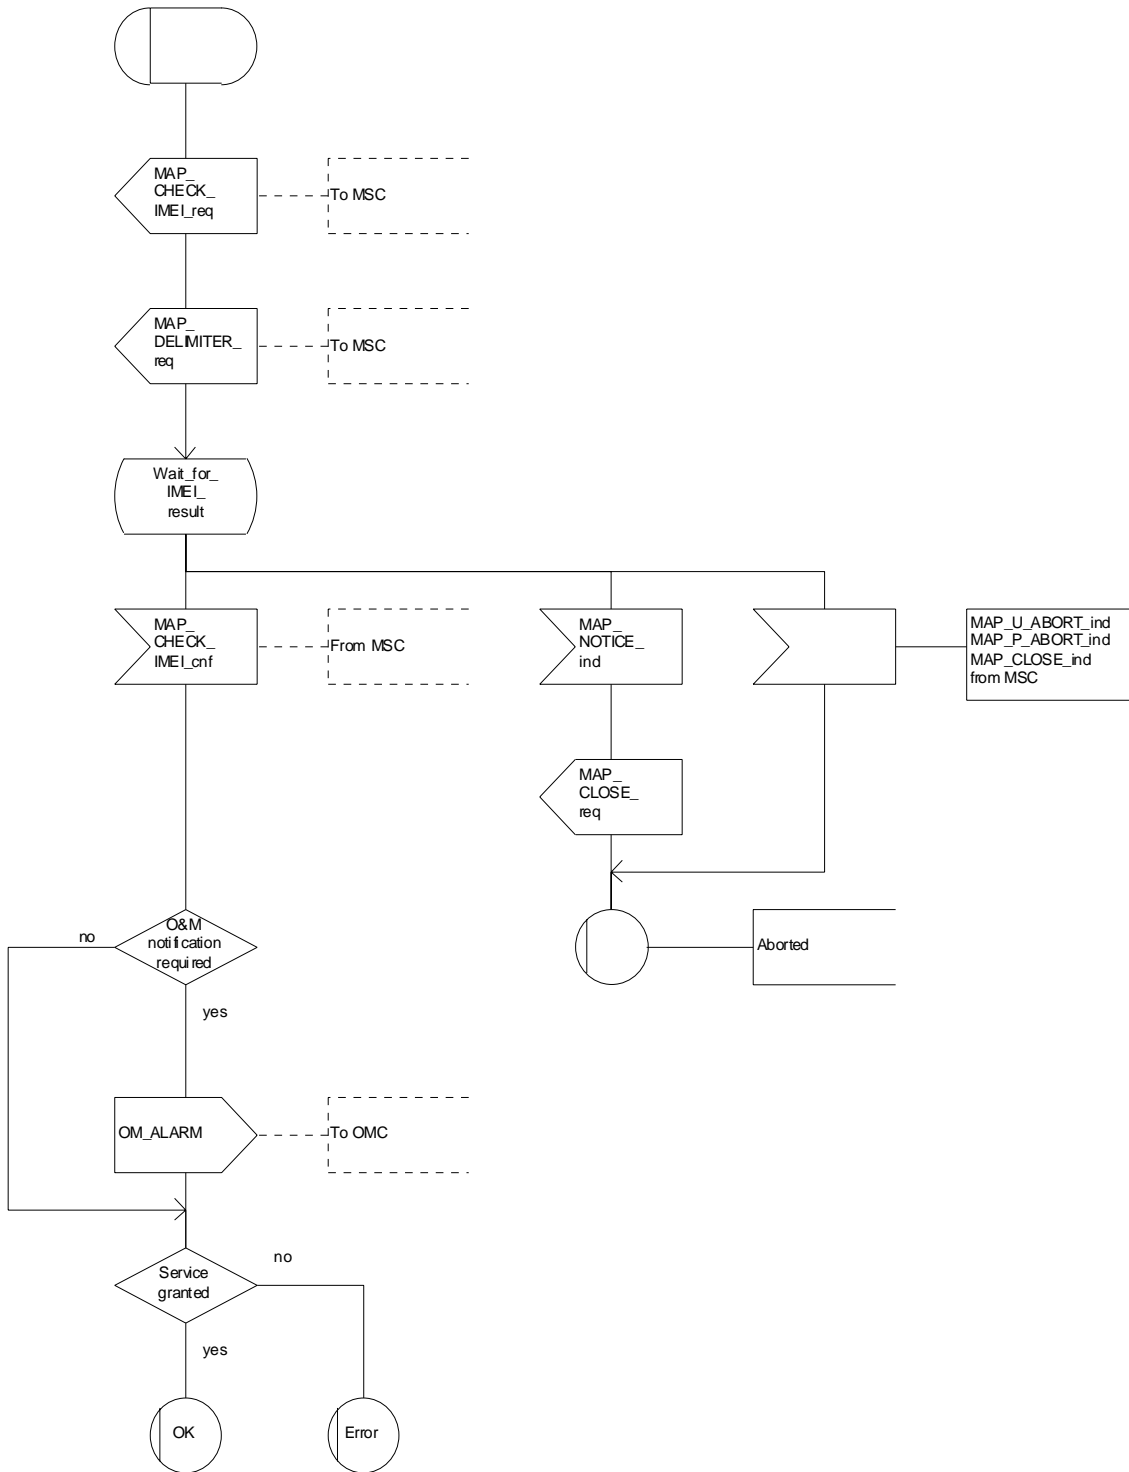 MAP_
CHECK_
IMEI_req
To MSC
MAP_
DELIMITER_
req
To MSC
Wait_for_
IMEI_
result
MAP_
CHECK_
IMEI_cnf
From MSC
MAP_
NOTICE_
ind
MAP_U_ABORT_ind
MAP_P_ABORT_ind
MAP_CLOSE_ind
from MSC
MAP_
CLOSE_
req
O&M
notification
required
no
yes
Aborted
OM_ALARM
To OMC
Service
granted
no
yes
OK
Error